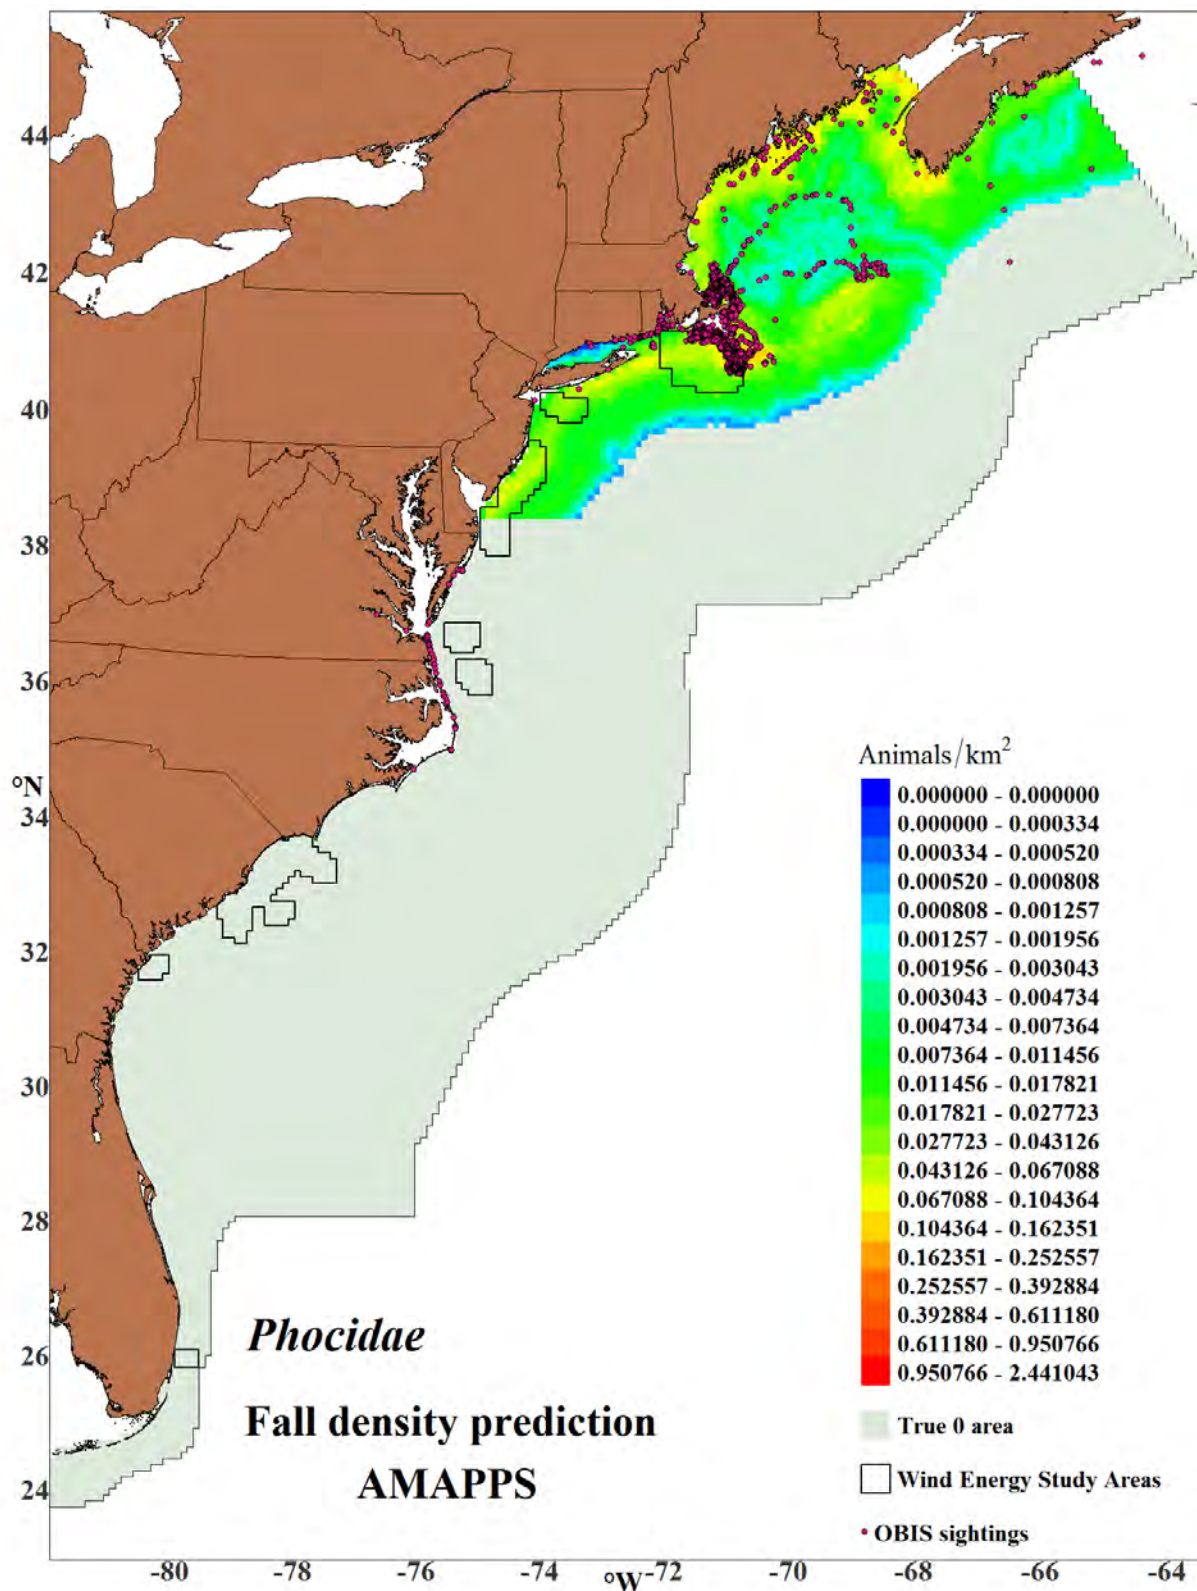 44
42
40
38
36
°N
34
32
30
28
26
24
Animals/km²
0.000000 - 0.000000
0.000000 - 0.000334
0.000334 - 0.000520
0.000520 - 0.000808
0.000808 - 0.001257
0.001257 - 0.001956
0.001956 - 0.003043
0.003043 - 0.004734
0.004734 - 0.007364
0.007364 - 0.011456
0.011456 - 0.017821
0.017821 - 0.027723
0.027723 - 0.043126
0.043126 - 0.067088
0.067088 - 0.104364
0.104364 - 0.162351
0.162351 - 0.252557
0.252557 - 0.392884
0.392884 - 0.611180
0.611180 - 0.950766
0.950766 - 2.441043
True 0 area
Wind Energy Study Areas
OBIS sightings
Phocidae
Fall density prediction
AMAPPS
-80 -78 -76 -74 -72 -70 -68 -66 -64
°W